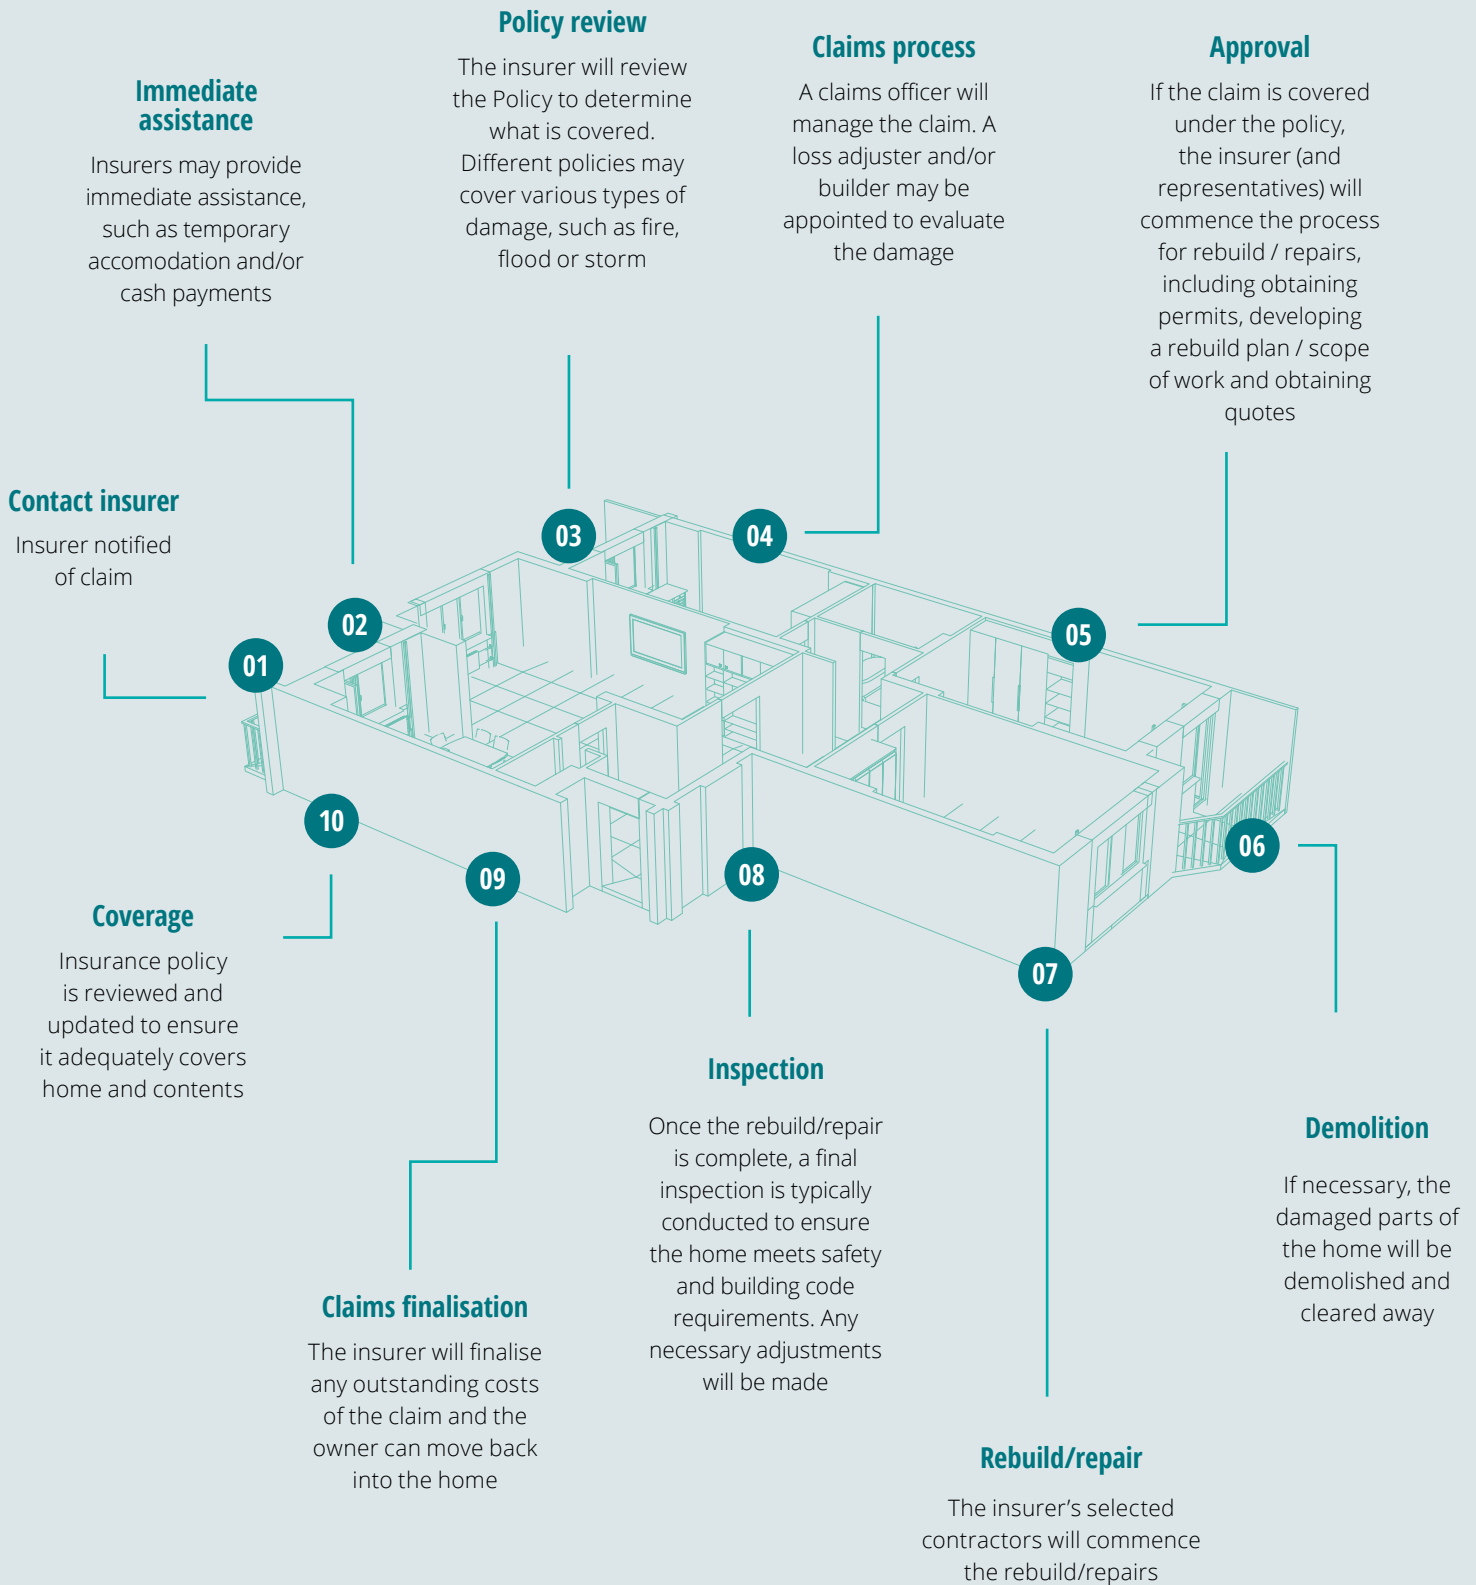 01
Contact insurer
Insurer notified
of claim
02
Immediate
assistance
Insurers may provide
immediate assistance,
such as temporary
accomodation and/or
cash payments
03
Policy review
The insurer will review
the Policy to determine
what is covered.
Different policies may
cover various types of
damage, such as fire,
flood or storm
04
Claims process
A claims officer will
manage the claim. A
loss adjuster and/or
builder may be
appointed to evaluate
the damage
05
Approval
If the claim is covered
under the policy,
the insurer (and
representatives) will
commence the process
for rebuild / repairs,
including obtaining
permits, developing
a rebuild plan / scope
of work and obtaining
quotes
06
Demolition
If necessary, the
damaged parts of
the home will be
demolished and
cleared away
07
Rebuild/repair
The insurer’s selected
contractors will commence
the rebuild/repairs
08
Inspection
Once the rebuild/repair
is complete, a final
inspection is typically
conducted to ensure
the home meets safety
and building code
requirements. Any
necessary adjustments
will be made
09
Claims finalisation
The insurer will finalise
any outstanding costs
of the claim and the
owner can move back
into the home
10
Coverage
Insurance policy
is reviewed and
updated to ensure
it adequately covers
home and contents